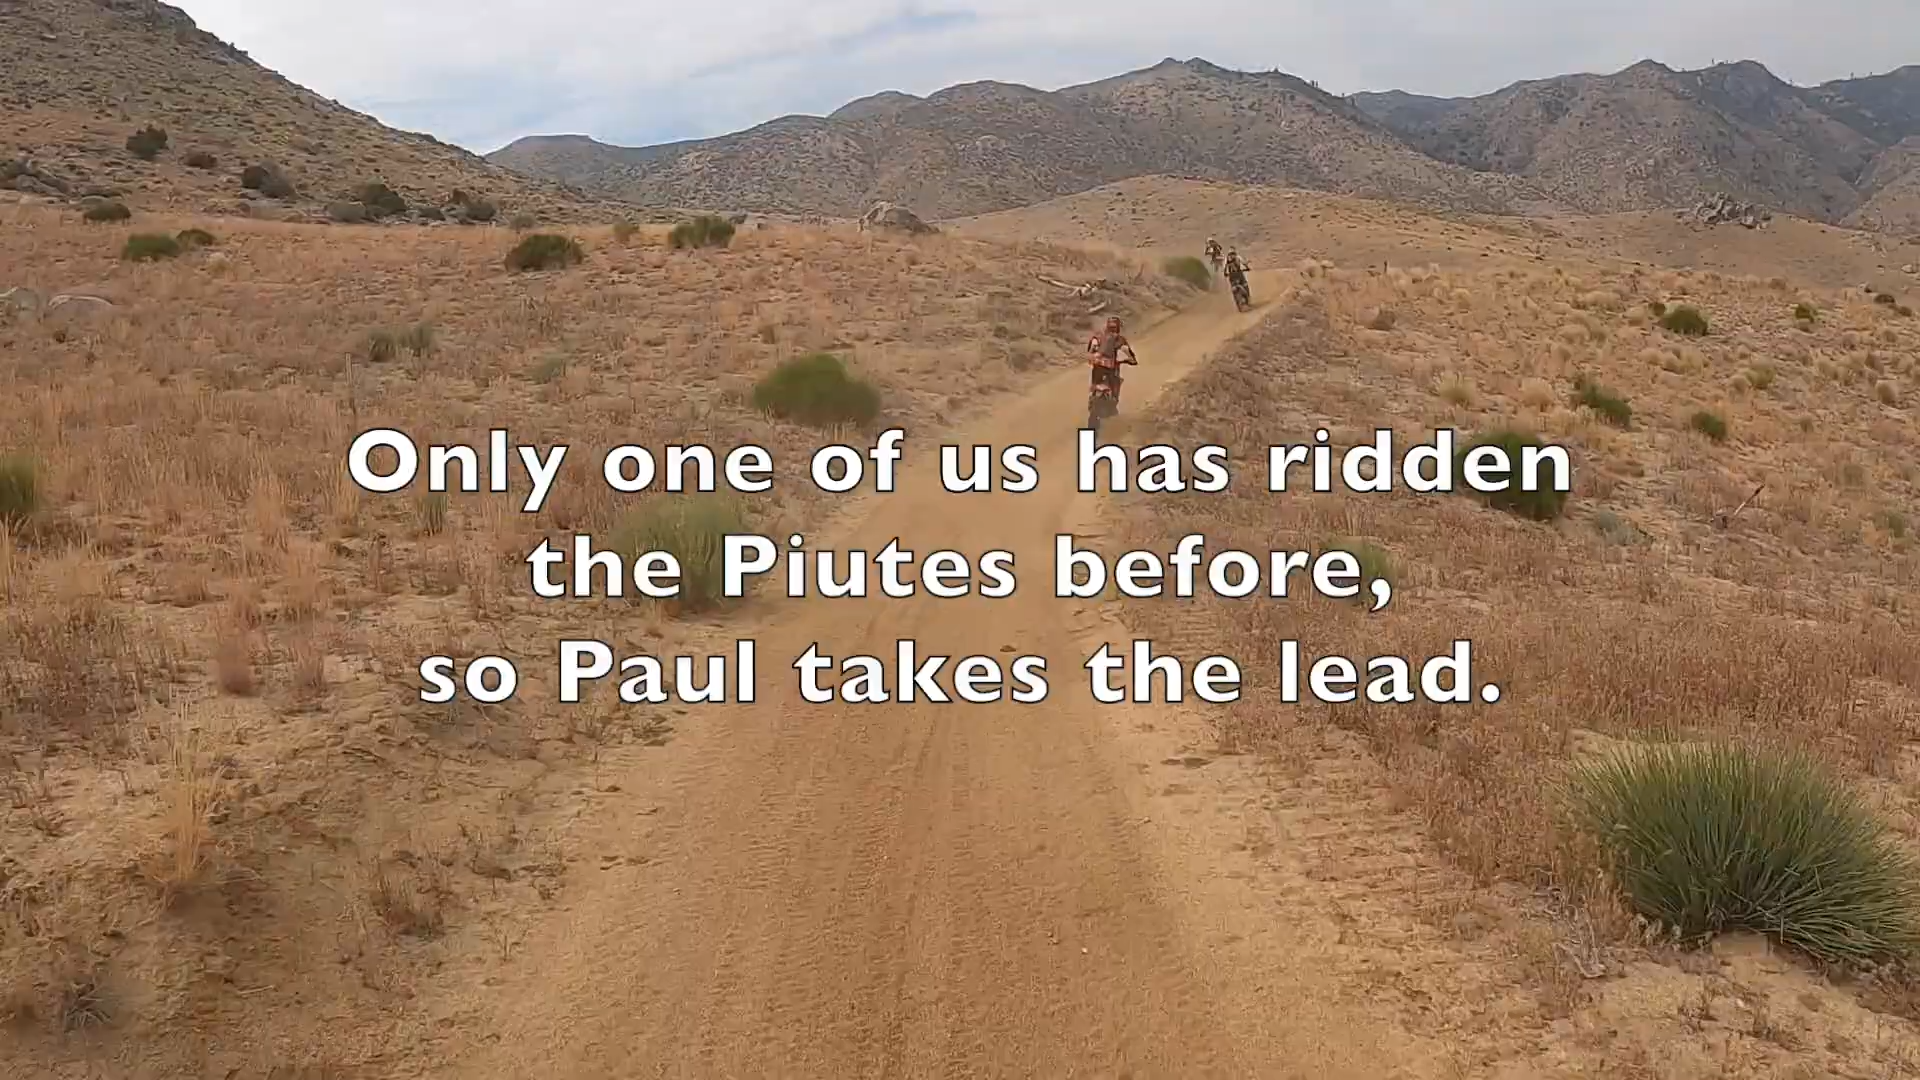 Only one of us has ridden
the Piutes before,
so Paul takes the lead.